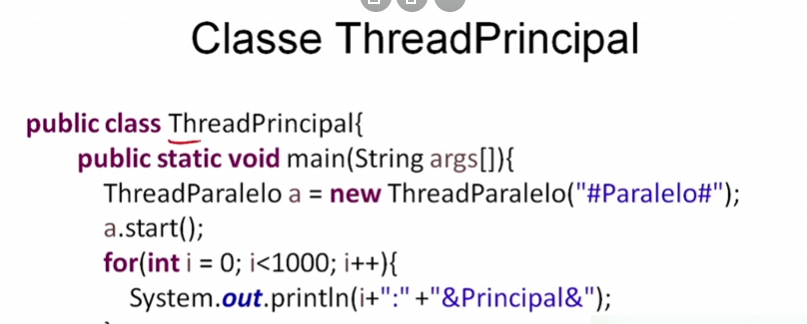 Classe ThreadPrincipal
public class ThreadPrincipal{
public static void main(String args[]){
ThreadParalelo a = new ThreadParalelo("#Paralelo#");
a.start();
for(int i = 0; i<1000; i++){
System.out.println(i+":" +"&Principal&");